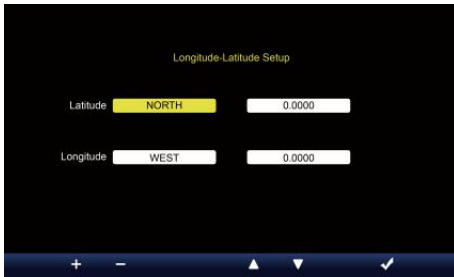 Longitude-Latitude Setup
Latitude NORTH 0.0000
Longitude WEST 0.0000
+ −